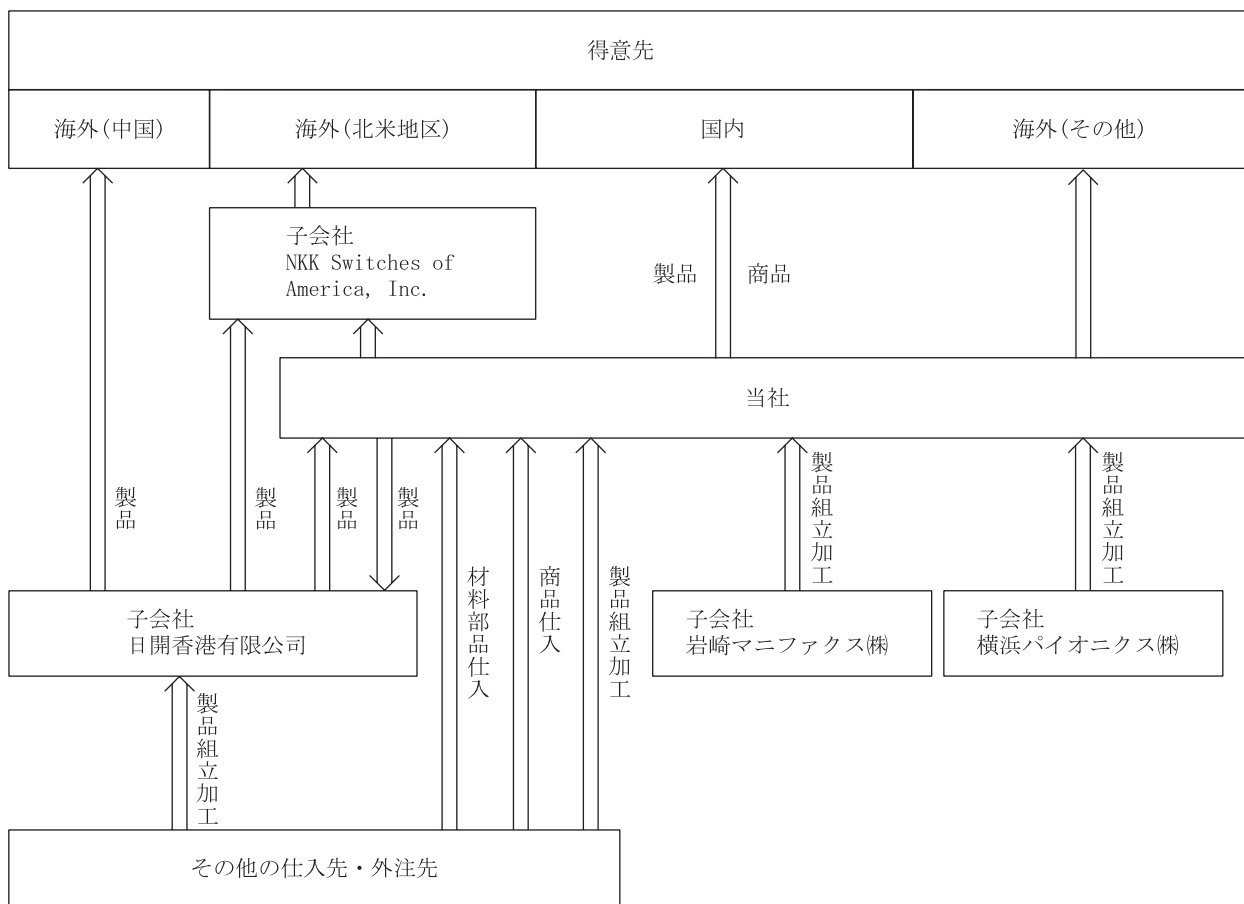 得意先
海外(中国)
海外(北米地区)
国内
海外(その他)
子会社
NKK Switches of
America, Inc.
製品
商品
当社
製品
製品
製品
製品
材料部品仕入
商品仕入
製品組立加工
製品組立加工
製品組立加工
子会社
日開香港有限公司
子会社
岩崎マニファクス㈱
子会社
横浜パイオニクス㈱
製品組立加工
その他の仕入先・外注先